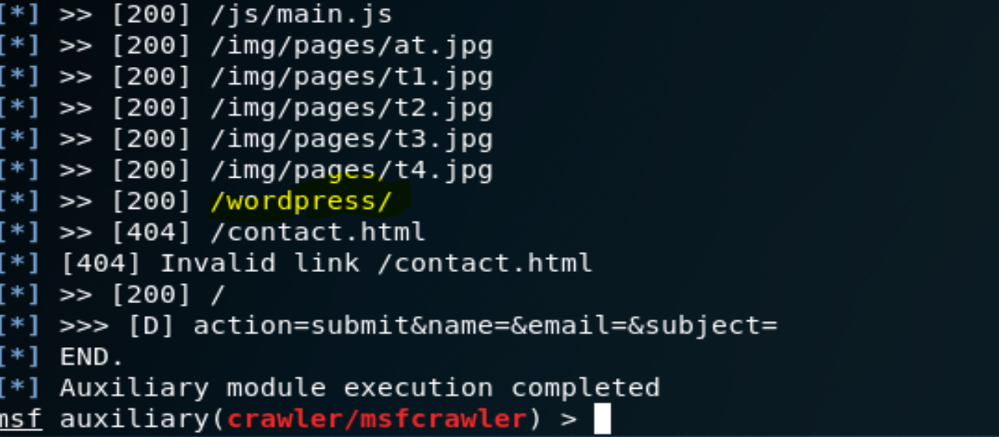 [*] >> [200] /js/main.js
[*] >> [200] /img/pages/at.jpg
[*] >> [200] /img/pages/t1.jpg
[*] >> [200] /img/pages/t2.jpg
[*] >> [200] /img/pages/t3.jpg
[*] >> [200] /img/pages/t4.jpg
[*] >> [200] /wordpress/
[*] >> [404] /contact.html
[*] [404] Invalid link /contact.html
[*] >> [200] /
[*] >>> [D] action=submit&name=&email=&subject=
[*] END.
[*] Auxiliary module execution completed
msf auxiliary(crawler/msfcrawler) >